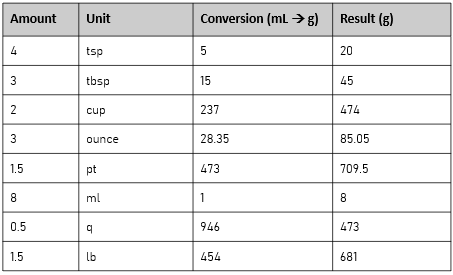 Amount Unit Conversion (mL → g) Result (g)
4 tsp 5 20
3 tbsp 15 45
2 cup 237 474
3 ounce 28.35 85.05
1.5 pt 473 709.5
8 ml 1 8
0.5 q 946 473
1.5 lb 454 681